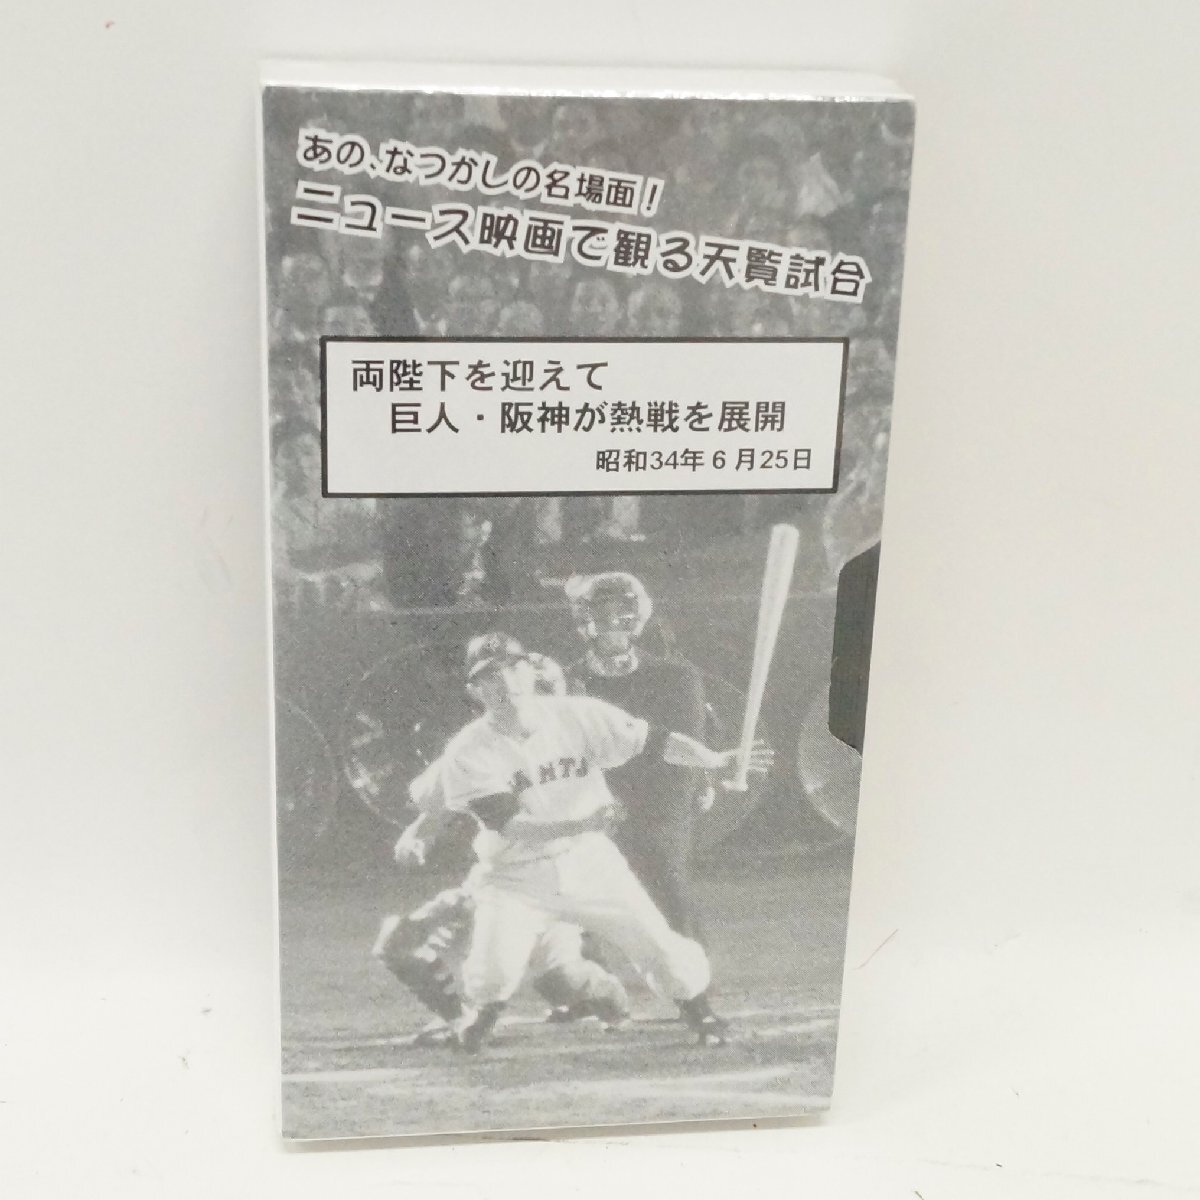 あの、なつかしの名場面！
ニュース映画で観る天覧試合
両陛下を迎えて
巨人・阪神が熱戦を展開
昭和34年6月25日